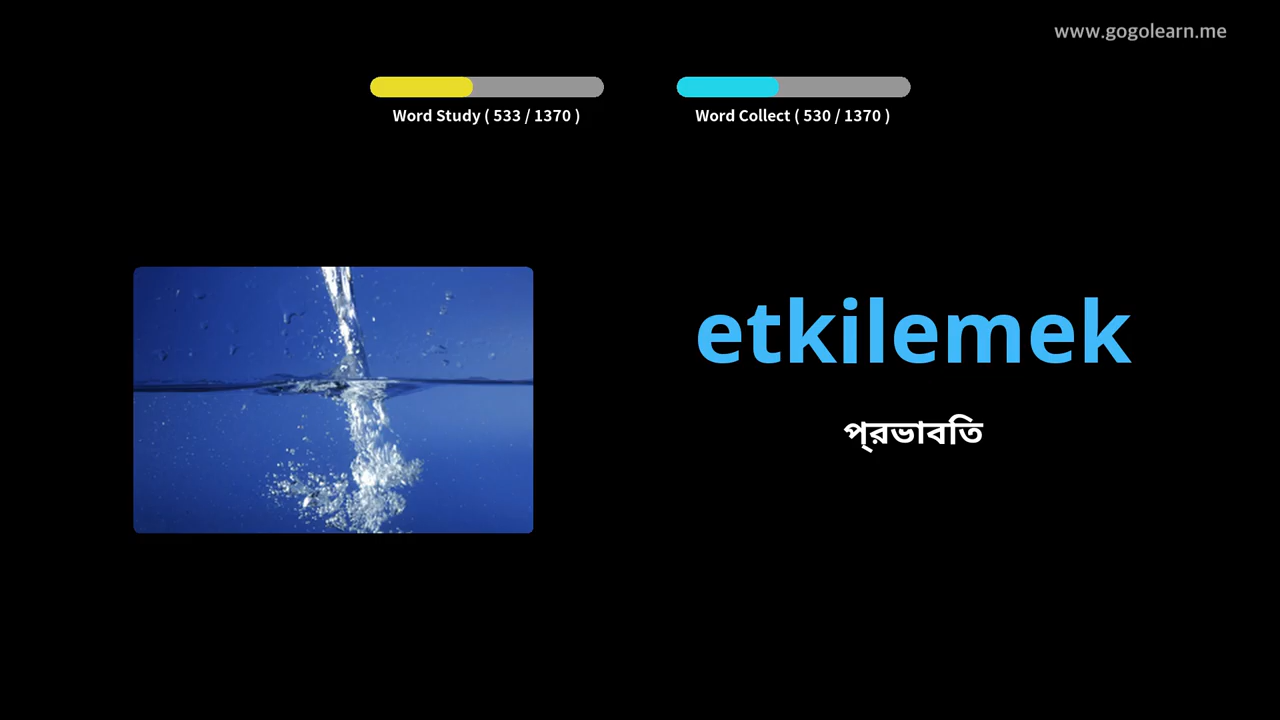 www.gogolearn.me
Word Study ( 533 / 1370 )
Word Collect ( 530 / 1370 )
etkilemek
প্রভাবতি